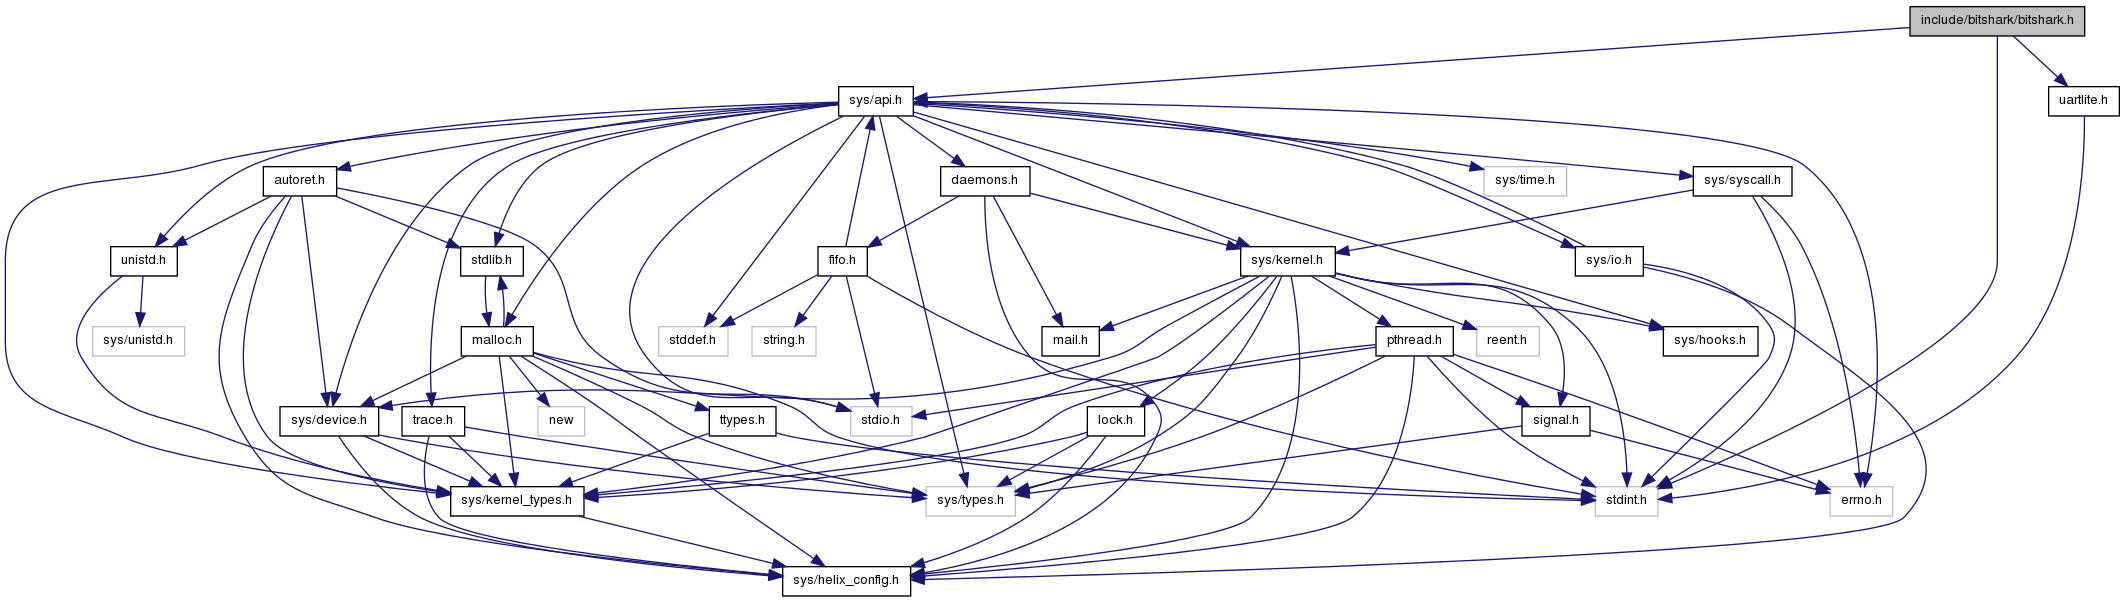 include/bitshark/bitshark.h
sys/api.h
uartlite.h
autoret.h
daemons.h
sys/time.h
sys/syscall.h
unistd.h
stdlib.h
fifo.h
sys/kernel.h
sys/io.h
sys/unistd.h
malloc.h
stddef.h
string.h
mail.h
pthread.h
reent.h
sys/hooks.h
sys/device.h
trace.h
new
ttypes.h
stdio.h
lock.h
signal.h
sys/kernel_types.h
sys/types.h
stdint.h
errno.h
sys/helix_config.h